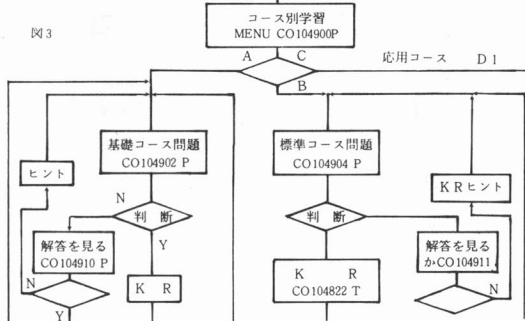 図3
コース別学習
MENU CO104900P
A
C
B
応用コース D1
基礎コース問題
CO104902 P
標準コース問題
CO104904 P
ヒント
KRヒント
N
判 断
Y
判 断
解答を見る
CO104910 P
解答を見る
かCO104911
K R
K R
CO104822 T
N
Y
N